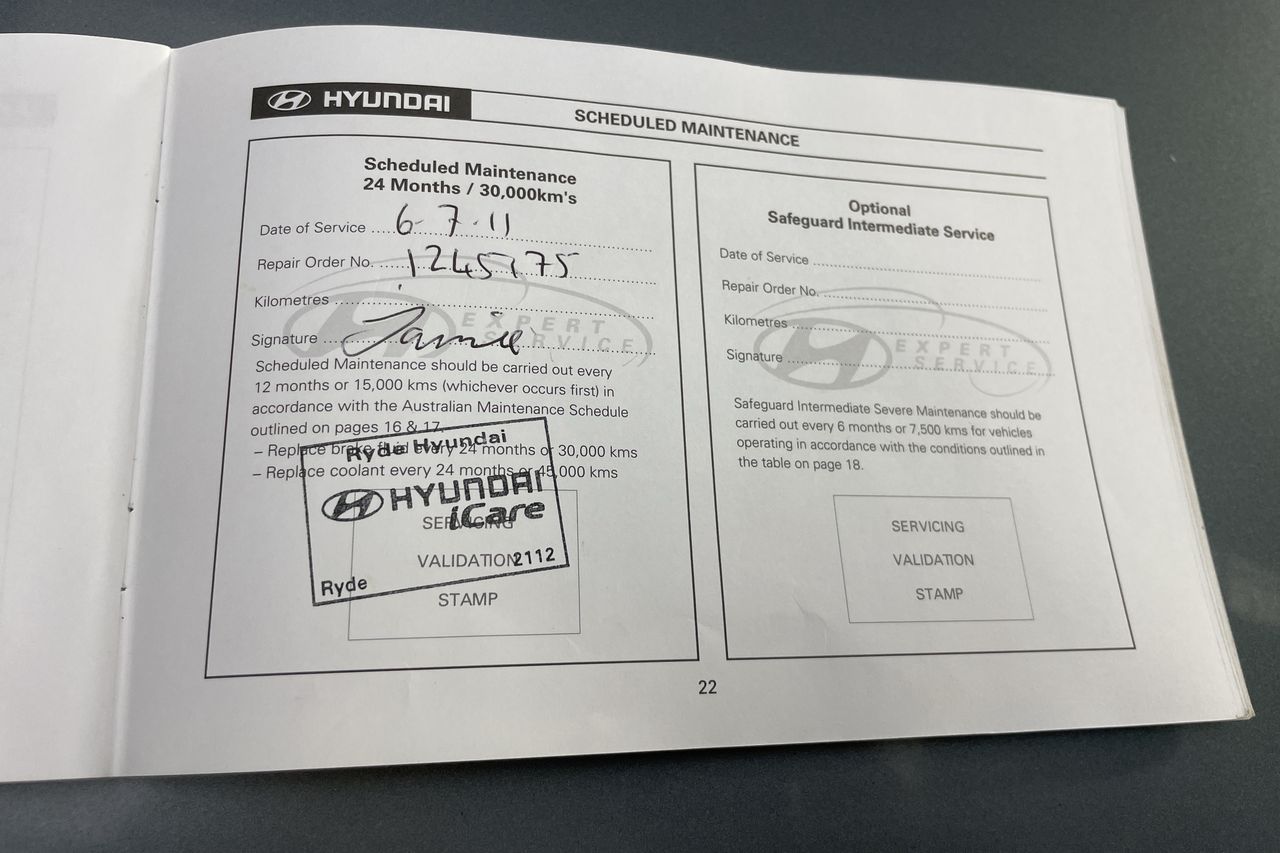 HYUNDAI
SCHEDULED MAINTENANCE
Scheduled Maintenance
24 Months / 30,000km's
Date of Service 6-7-11
Repair Order No. 1245175
Kilometres
Signature Jamie
EXPERT
SERVICE
Scheduled Maintenance should be carried out every
12 months or 15,000 kms (whichever occurs first) in
accordance with the Australian Maintenance Schedule
outlined on pages 16 & 17.
– Replace brake fluid every 24 months or 30,000 kms
– Replace coolant every 24 months or 45,000 kms
Ryde Hyundai
HYUNDAI
iCare
SERVICING
VALIDATION
2112
Ryde
STAMP
Optional
Safeguard Intermediate Service
Date of Service
Repair Order No.
Kilometres
Signature
EXPERT
SERVICE
Safeguard Intermediate Severe Maintenance should be
carried out every 6 months or 7,500 kms for vehicles
operating in accordance with the conditions outlined in
the table on page 18.
SERVICING
VALIDATION
STAMP
22